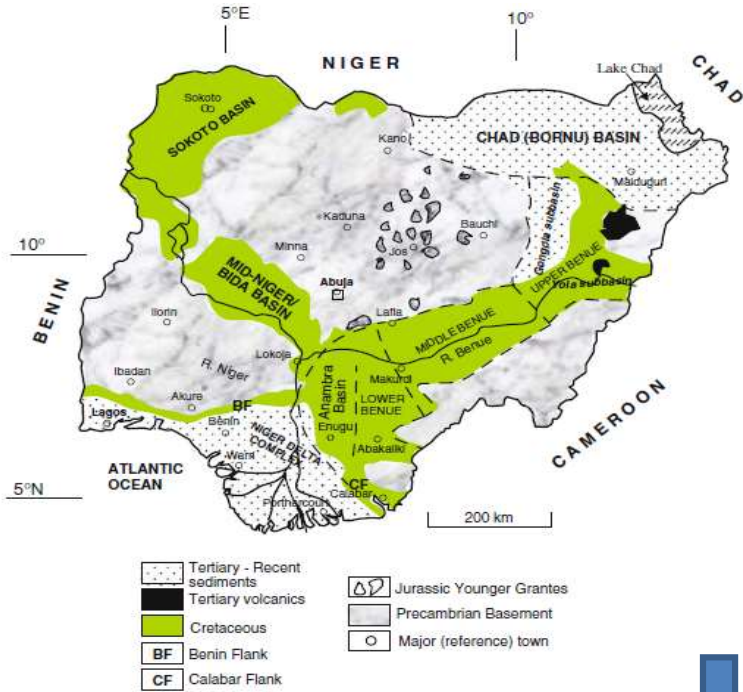 5°E
10°
NIGER
CHAD
Lake Chad
Sokoto
SOKOTO BASIN
Kano
CHAD (BORNU) BASIN
Maiduguri
Kaduna
Bauchi
Gongola subbasin
Minna
Jos
10°
UPPER BENUE
Yola subbasin
MID-NIGER/
BIDA BASIN
Abuja
BENIN
Ilorin
Lafia
MIDDLE BENUE
R. Benue
Lokoja
R. Niger
Ibadan
Makurdi
Anambra
Basin
LOWER
BENUE
Akure
BF
Lagos
Benin
Enugu
NIGER DELTA
COMPLEX
Abakaliki
CAMEROON
Warri
ATLANTIC
OCEAN
CF
Calabar
5°N
Portharcourt
200 km
Tertiary - Recent
sediments
Tertiary volcanics
Cretaceous
BF Benin Flank
CF Calabar Flank
Jurassic Younger Grantes
Precambrian Basement
Major (reference) town